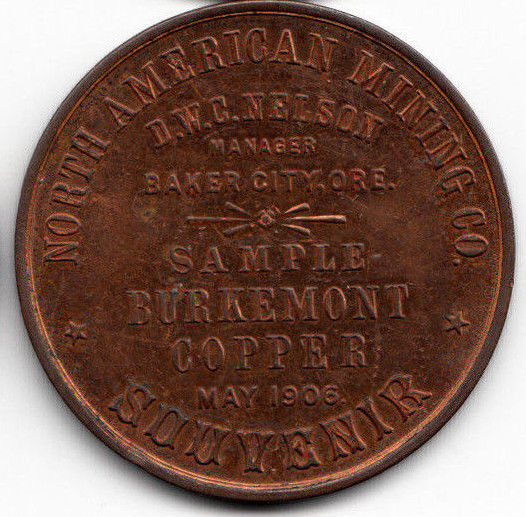 NORTH AMERICAN MINING CO.
D.W.C. NELSON
MANAGER
BAKER CITY, ORE.
SAMPLE
BURKEMONT
COPPER
MAY 1906.
SOUVENIR